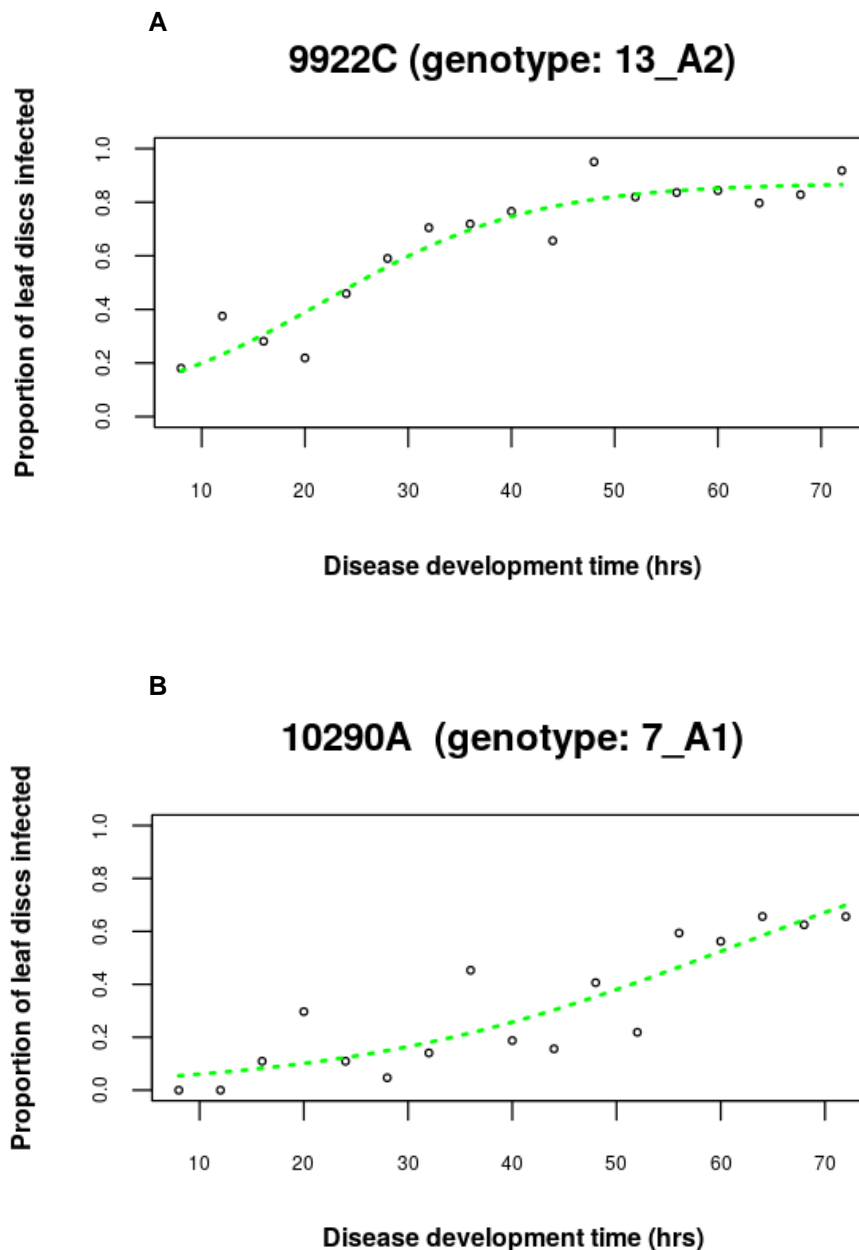 A
9922C (genotype: 13_A2)
Proportion of leaf discs infected
1.0
0.8
0.6
0.4
0.2
0.0
10 20 30 40 50 60 70
Disease development time (hrs)
B
10290A (genotype: 7_A1)
Proportion of leaf discs infected
1.0
0.8
0.6
0.4
0.2
0.0
10 20 30 40 50 60 70
Disease development time (hrs)